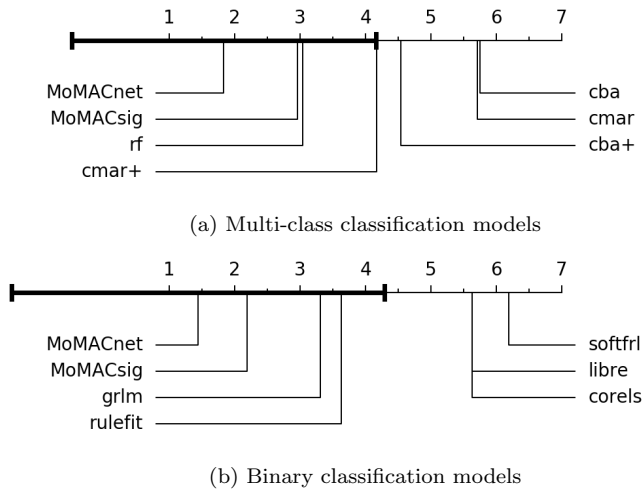 1 2 3 4 5 6 7
MoMACnet cba
MoMACsig cmar
rf cba+
cmar+
(a) Multi-class classification models
1 2 3 4 5 6 7
MoMACnet softfrl
MoMACsig libre
grlm corels
rulefit
(b) Binary classification models